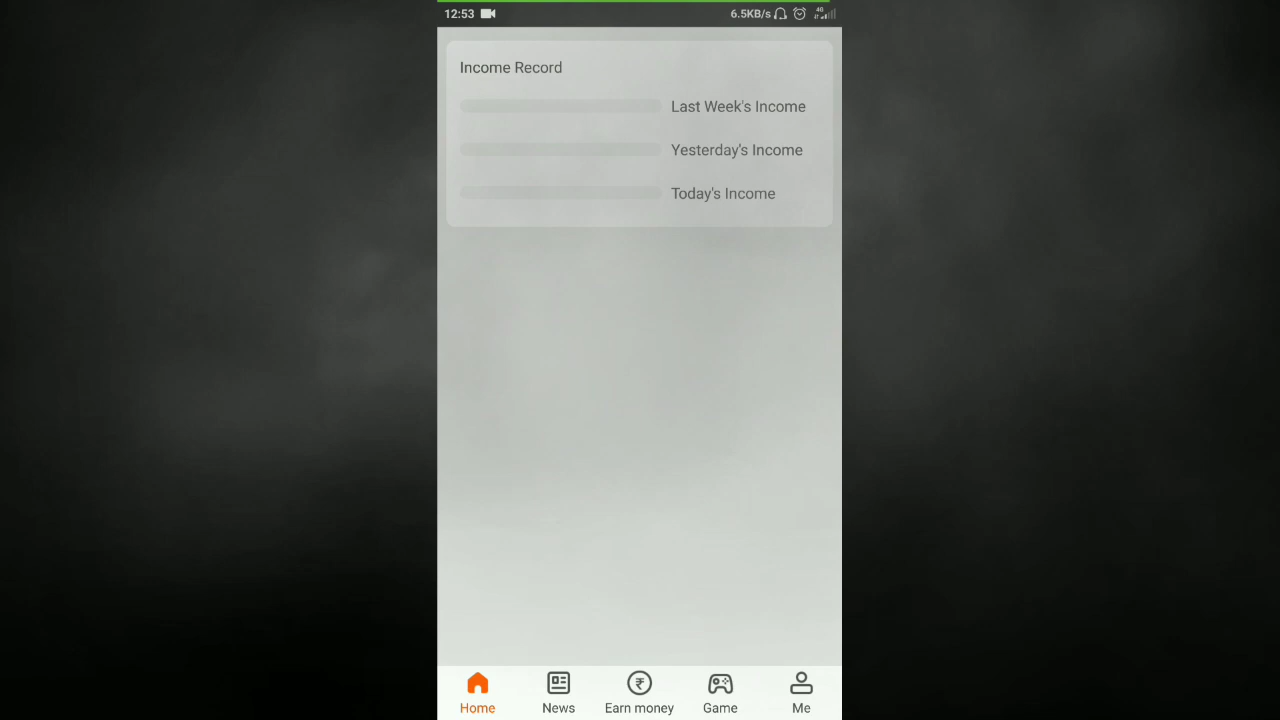 12:53 6.5KB/s 4G
Income Record
Last Week's Income
Yesterday's Income
Today's Income
Home News Earn money Game Me